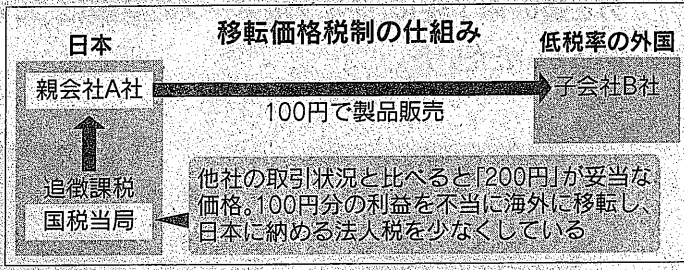 移転価格税制の仕組み
日本
低税率の外国
親会社A社
子会社B社
100円で製品販売
追徴課税
国税当局
他社の取引状況と比べると「200円」が妥当な
価格。100円分の利益を不当に海外に移転し、
日本に納める法人税を少なくしている